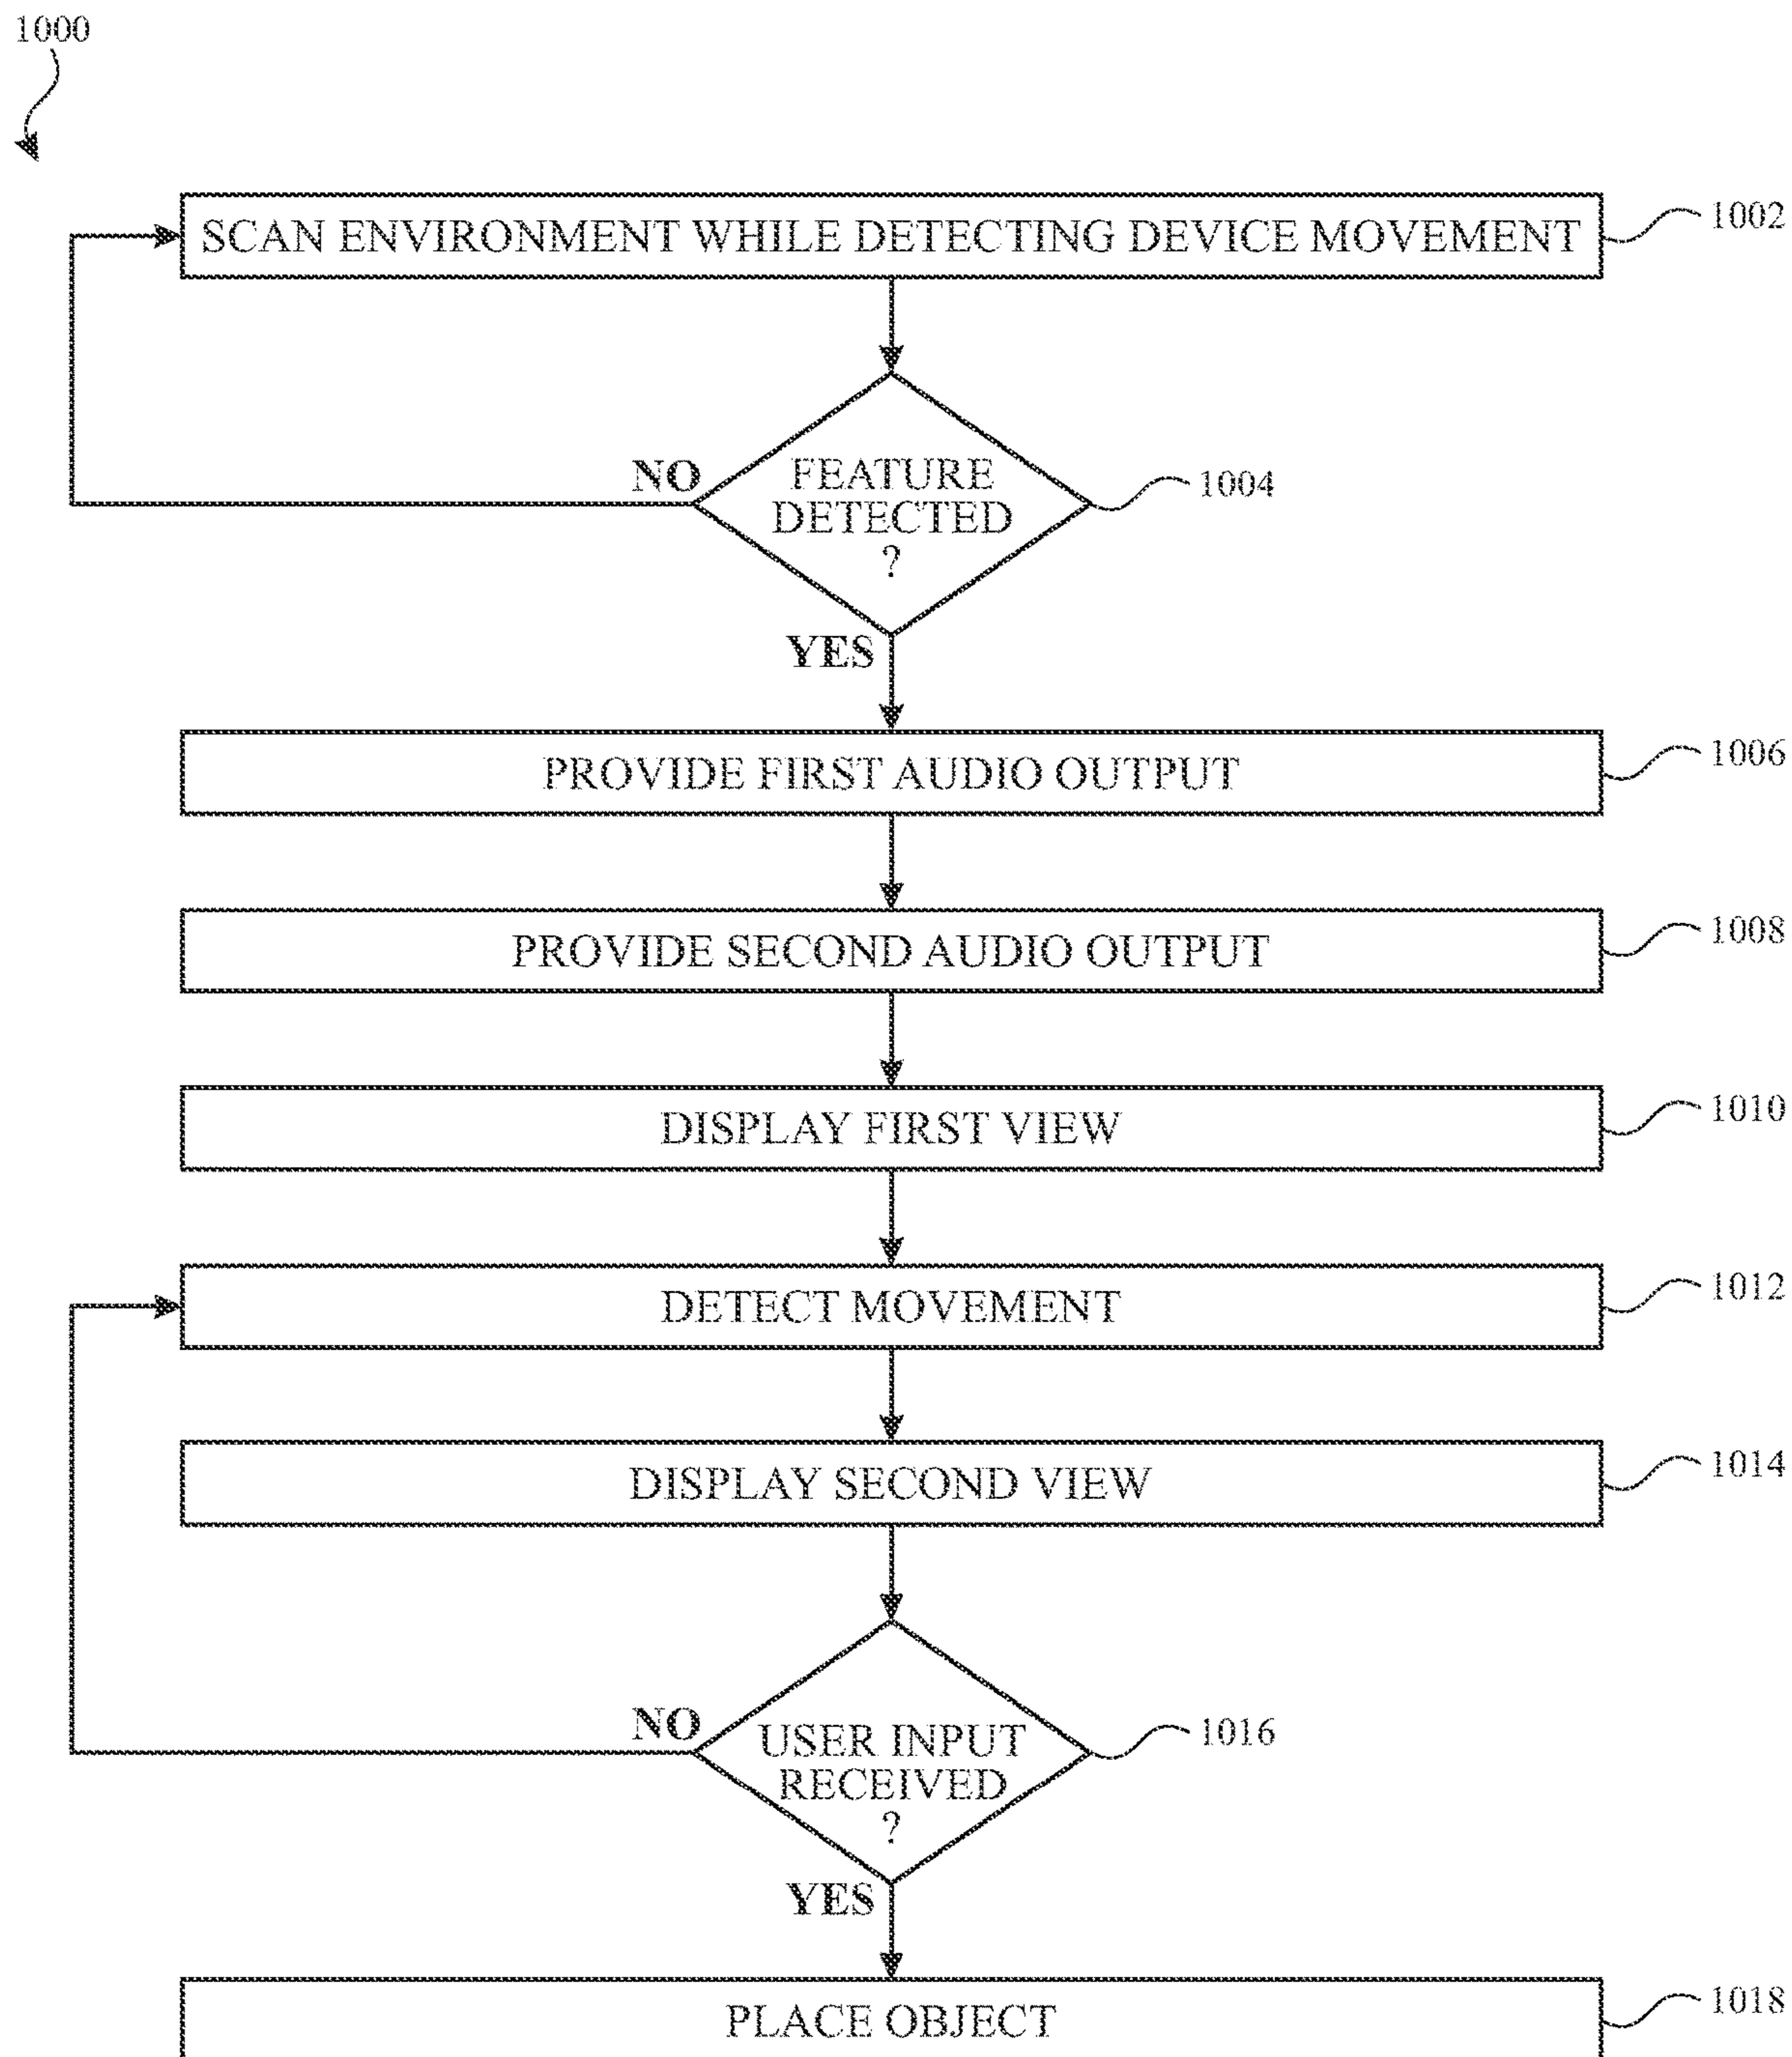 1000
SCAN ENVIRONMENT WHILE DETECTING DEVICE MOVEMENT
1002
NO
FEATURE
DETECTED
?
1004
YES
PROVIDE FIRST AUDIO OUTPUT
1006
PROVIDE SECOND AUDIO OUTPUT
1008
DISPLAY FIRST VIEW
1010
DETECT MOVEMENT
1012
DISPLAY SECOND VIEW
1014
NO
USER INPUT
RECEIVED
?
1016
YES
PLACE OBJECT
1018